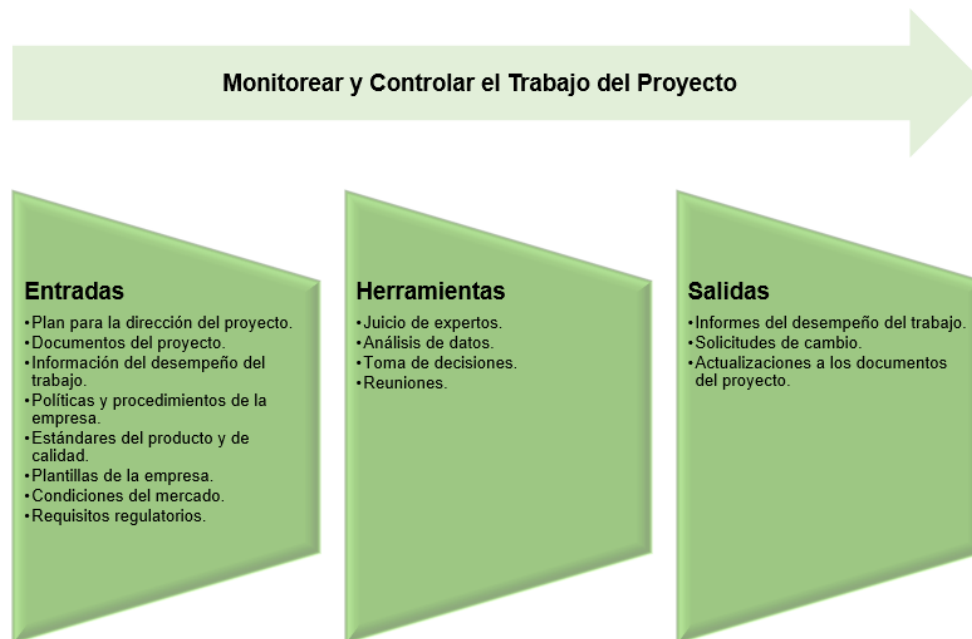 Monitorear y Controlar el Trabajo del Proyecto
Entradas
•Plan para la dirección del proyecto.
•Documentos del proyecto.
•Información del desempeño del
trabajo.
•Políticas y procedimientos de la
empresa.
•Estándares del producto y de
calidad.
•Plantillas de la empresa.
•Condiciones del mercado.
•Requisitos regulatorios.
Herramientas
•Juicio de expertos.
•Análisis de datos.
•Toma de decisiones.
•Reuniones.
Salidas
•Informes del desempeño del trabajo.
•Solicitudes de cambio.
•Actualizaciones a los documentos
del proyecto.